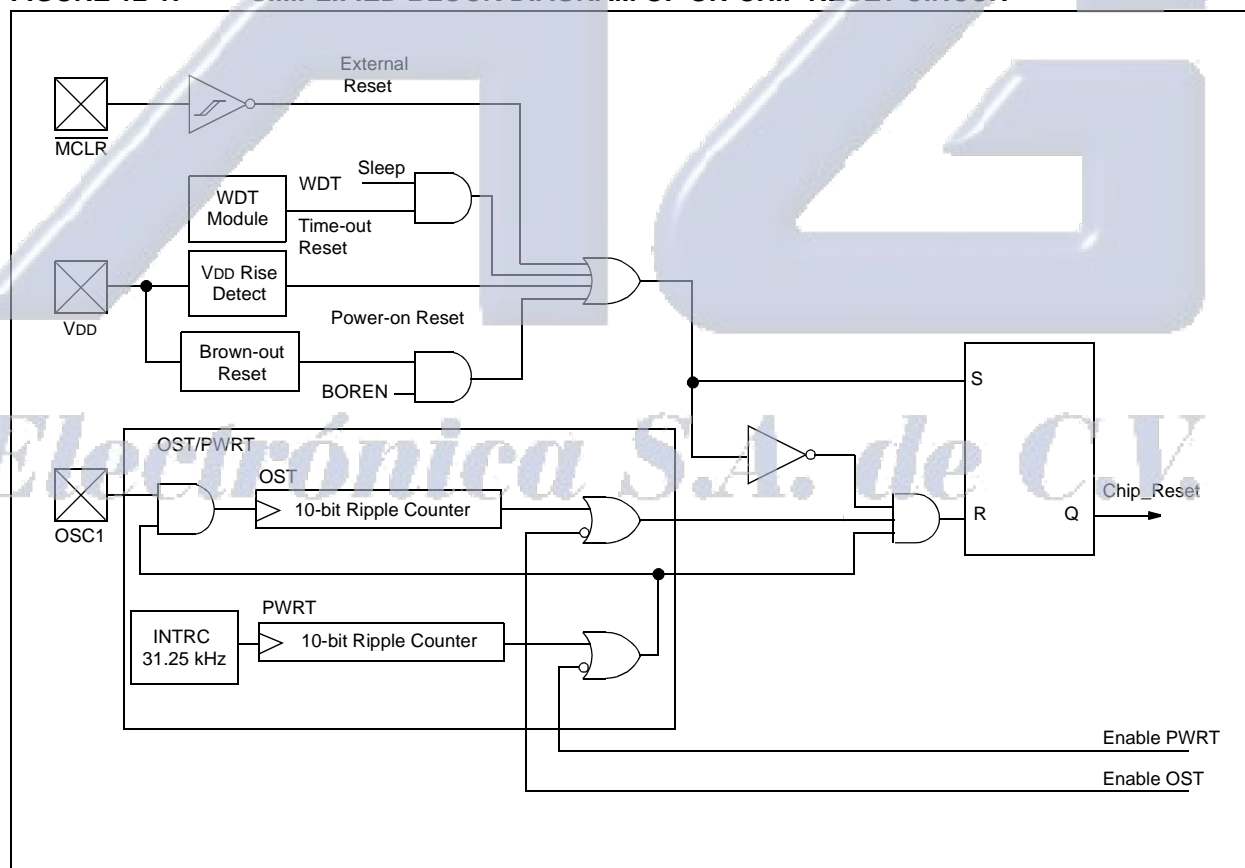 External
Reset
MCLR
Sleep
WDT
WDT
Module
Time-out
Reset
VDD Rise
Detect
VDD
Power-on Reset
Brown-out
Reset
BOREN
S
Electrónica S.A. de C.V.
OST/PWRT
OST
10-bit Ripple Counter
OSC1
Chip_Reset
R
Q
PWRT
INTRC
31.25 kHz
10-bit Ripple Counter
Enable PWRT
Enable OST